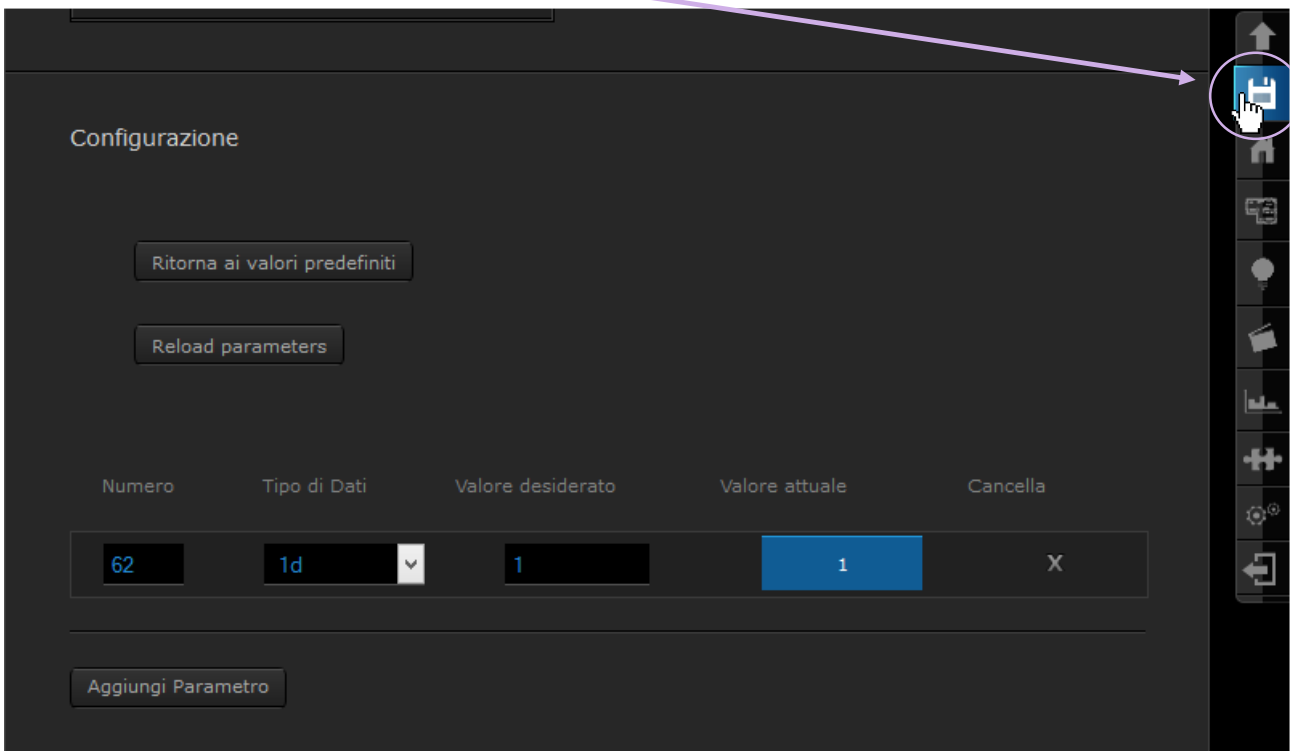 Configurazione
Ritorna ai valori predefiniti
Reload parameters
Numero Tipo di Dati Valore desiderato Valore attuale Cancella
62 1d 1 1 X
Aggiungi Parametro